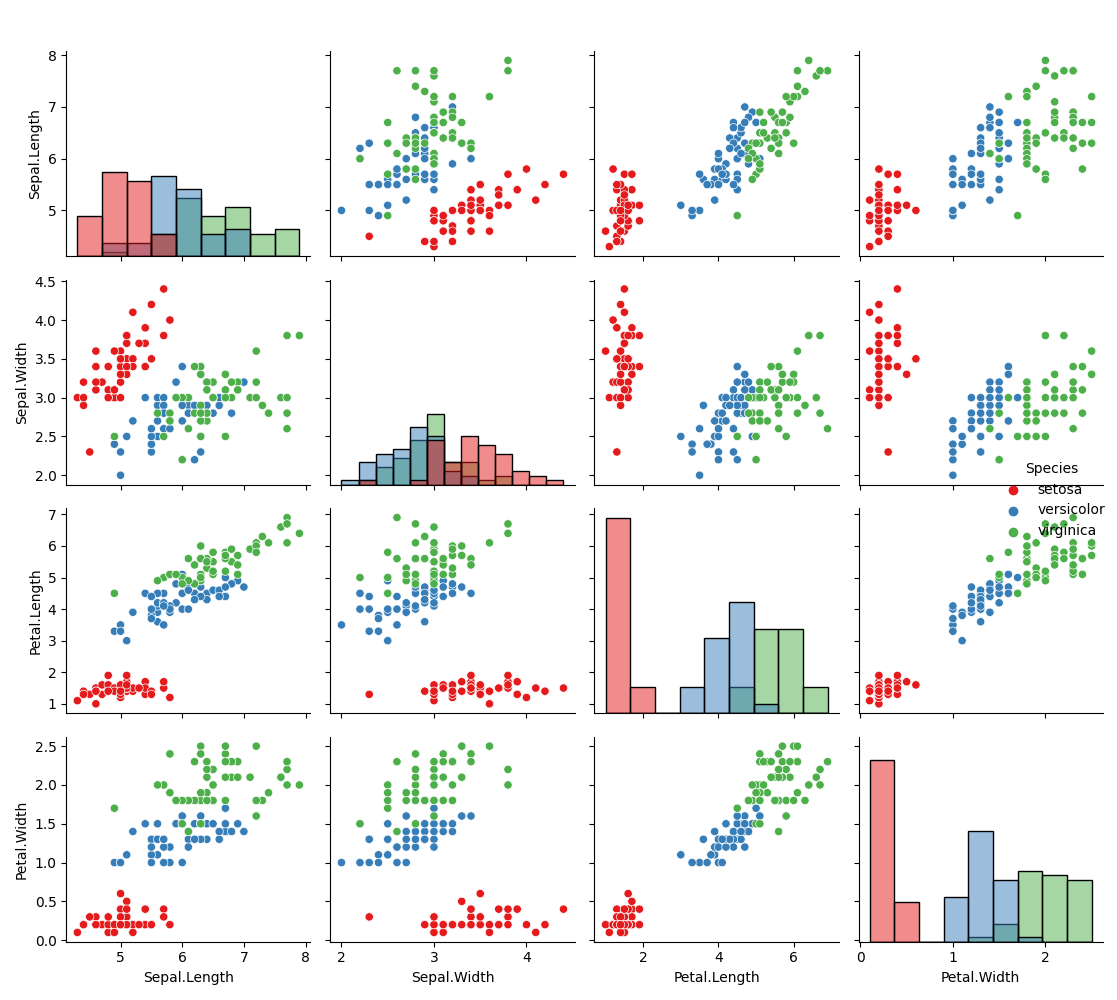 8
7
6
5
Sepal.Length
4.5
4.0
3.5
3.0
2.5
2.0
Sepal.Width
Species
setosa
versicolor
virginica
7
6
5
4
3
2
1
Petal.Length
2.5
2.0
1.5
1.0
0.5
0.0
Petal.Width
5 6 7 8
Sepal.Length
2 3 4
Sepal.Width
2 4 6
Petal.Length
0 1 2
Petal.Width